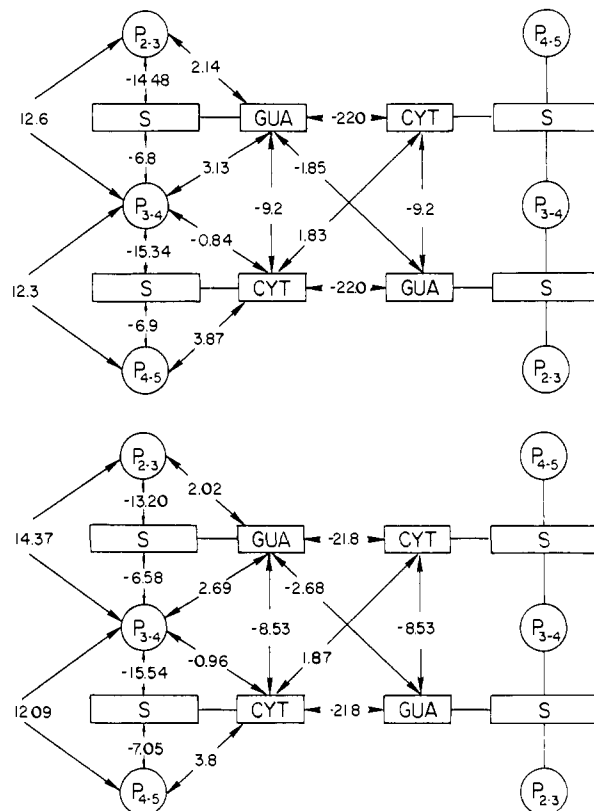 P2-3
P4-5
-14.48
2.14
12.6
S
GUA
-220
CYT
S
-6.8
3.13
-1.85
P3-4
-9.2
-9.2
P3-4
-0.84
1.83
-15.34
S
CYT
-220
GUA
S
12.3
-6.9
3.87
P4-5
P2-3
P2-3
P4-5
-13.20
2.02
14.37
S
GUA
-21.8
CYT
S
-6.58
2.69
-2.68
P3-4
-8.53
-8.53
P3-4
-0.96
1.87
-15.54
12.09
S
CYT
-21.8
GUA
S
-7.05
3.8
P4-5
P2-3